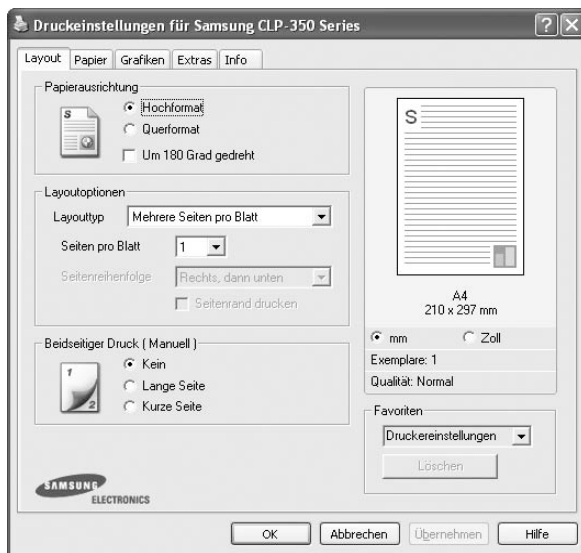 Druckeinstellungen für Samsung CLP-350 Series
Layout Papier Grafiken Extras Info
Papierausrichtung
S
Hochformat
Querformat
Um 180 Grad gedreht
Layoutoptionen
Layouttyp Mehrere Seiten pro Blatt
Seiten pro Blatt 1
Seitenreihenfolge Rechts, dann unten
Seitenrand drucken
Beidseitiger Druck ( Manuell )
1
2
Kein
Lange Seite
Kurze Seite
SAMSUNG
ELECTRONICS
S
A4
210 x 297 mm
mm Zoll
Exemplare: 1
Qualität: Normal
Favoriten
Druckereinstellungen
Löschen
OK Abbrechen Übernehmen Hilfe